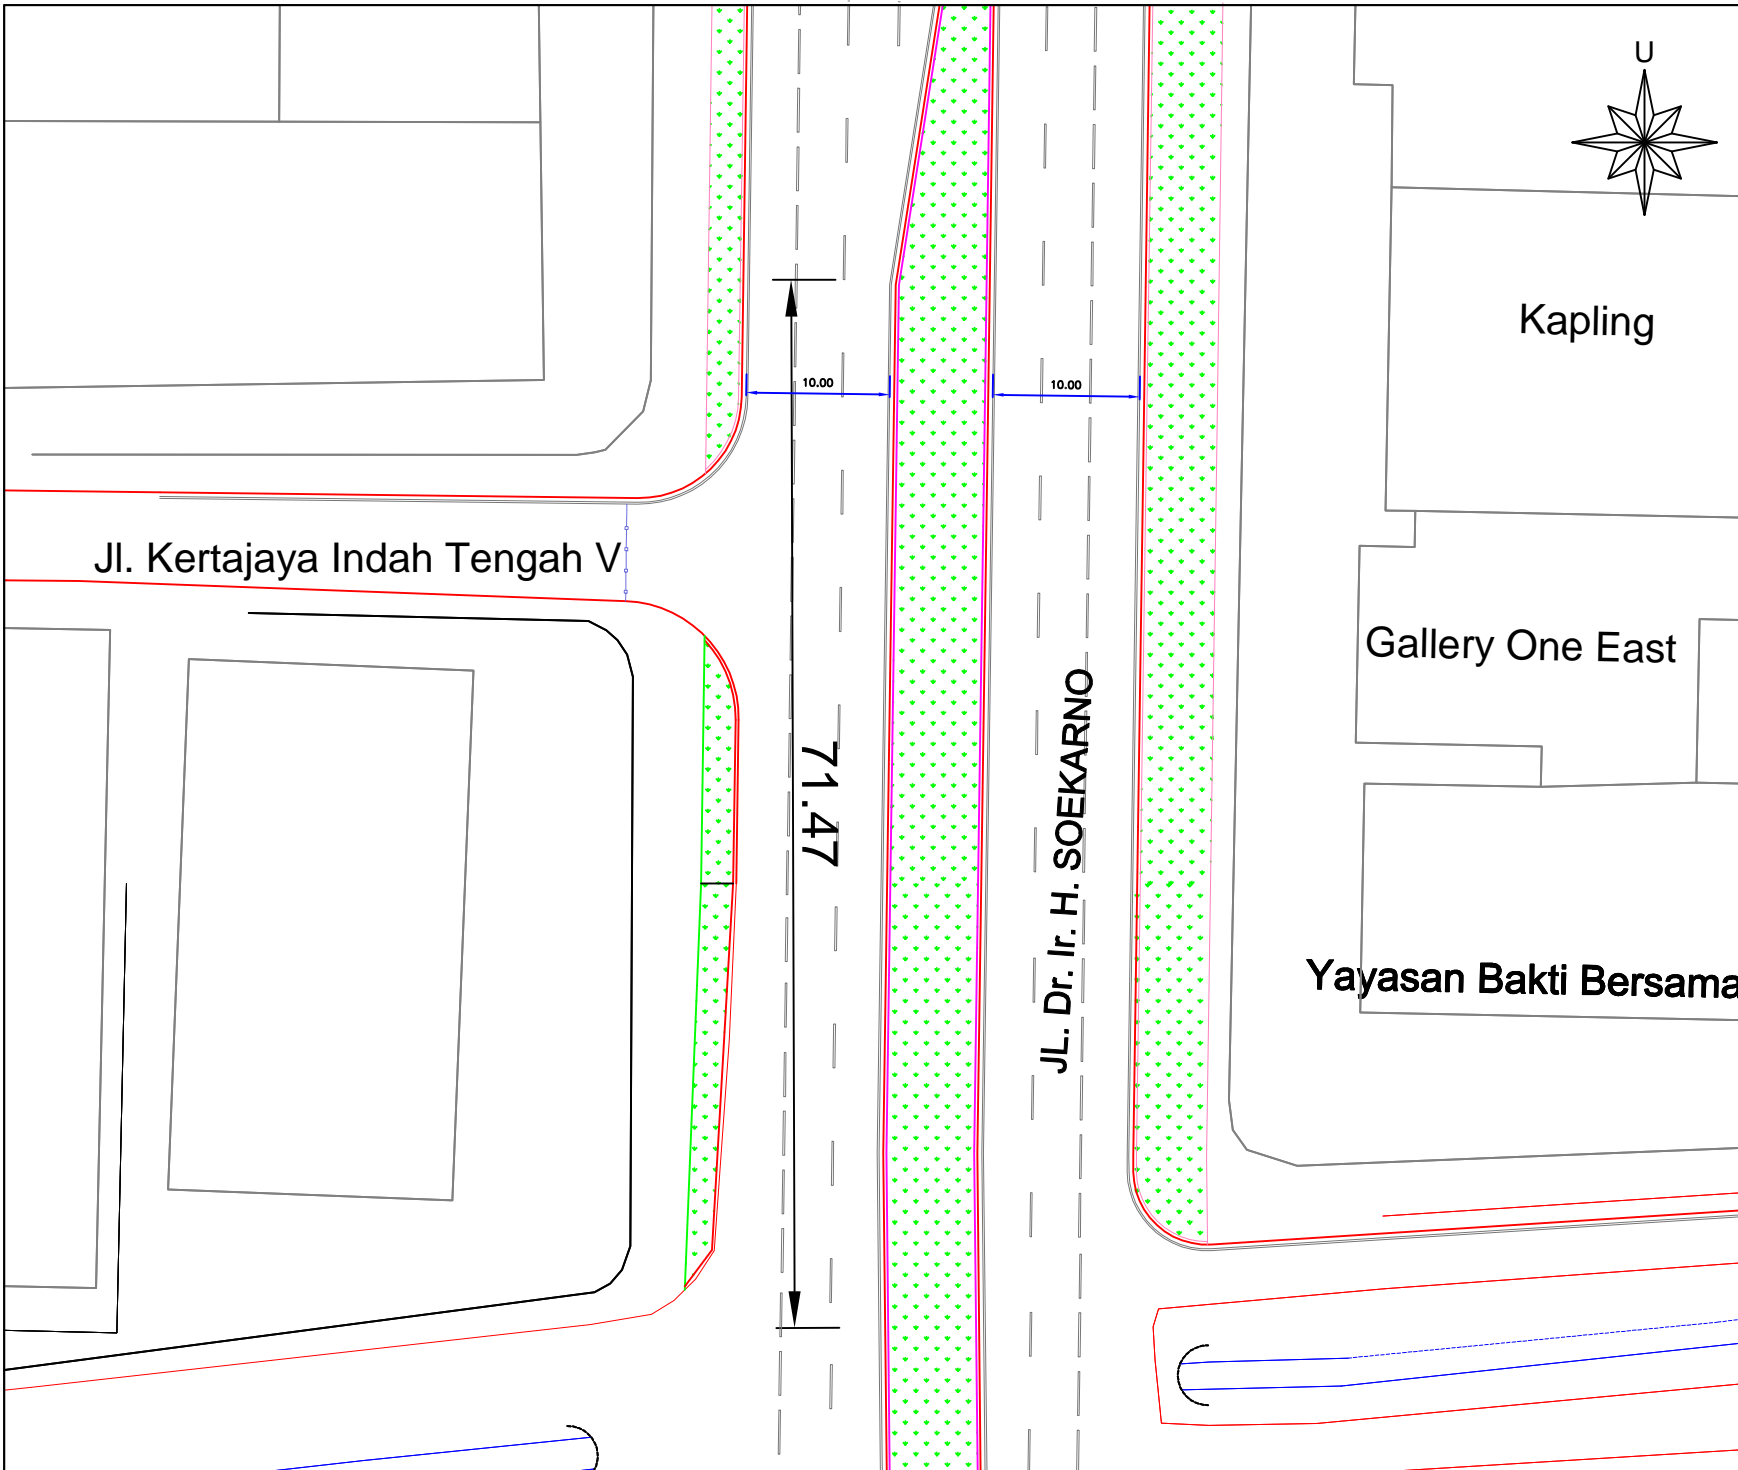 U
Kapling
10.00
10.00
Jl. Kertajaya Indah Tengah V
Gallery One East
71.47
JL. Dr. Ir. H. SOEKARNO
Yayasan Bakti Bersama